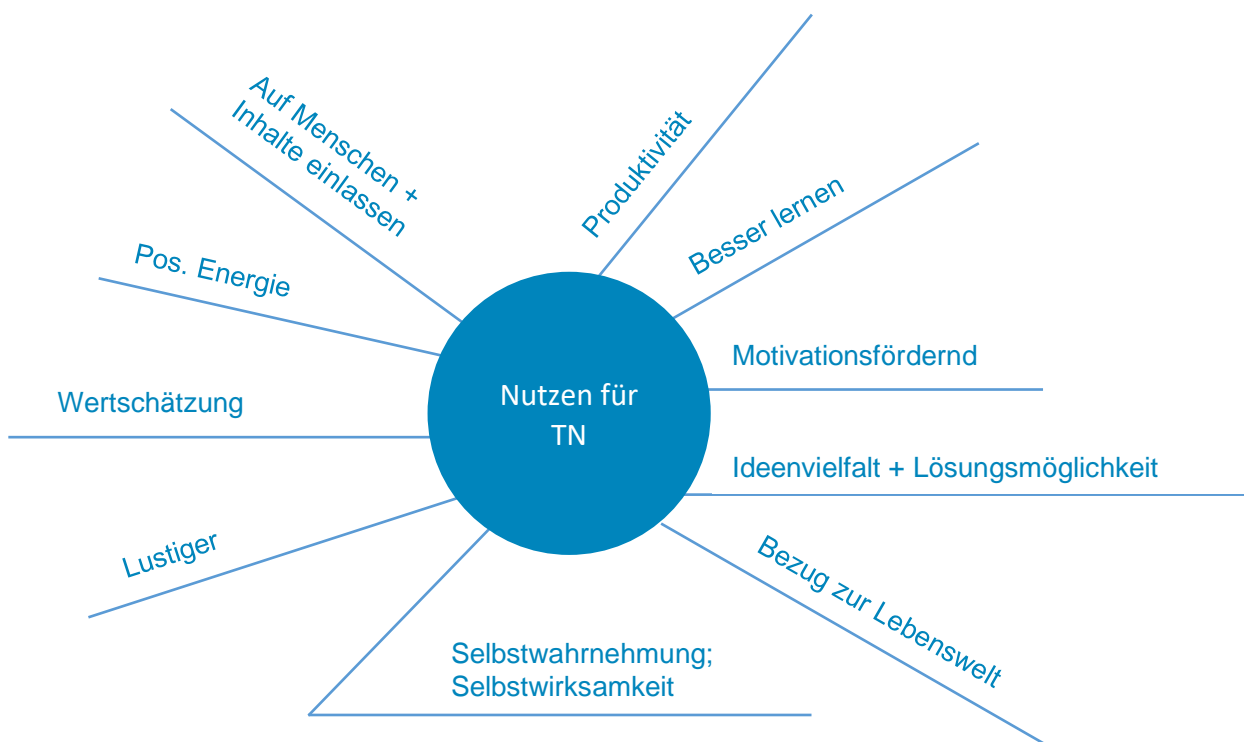 Auf Menschen +
Inhalte einlassen
Produktivität
Besser lernen
Pos. Energie
Motivationsfördernd
Wertschätzung
Nutzen für
TN
Ideenvielfalt + Lösungsmöglichkeit
Lustiger
Bezug zur Lebenswelt
Selbstwahrnehmung;
Selbstwirksamkeit